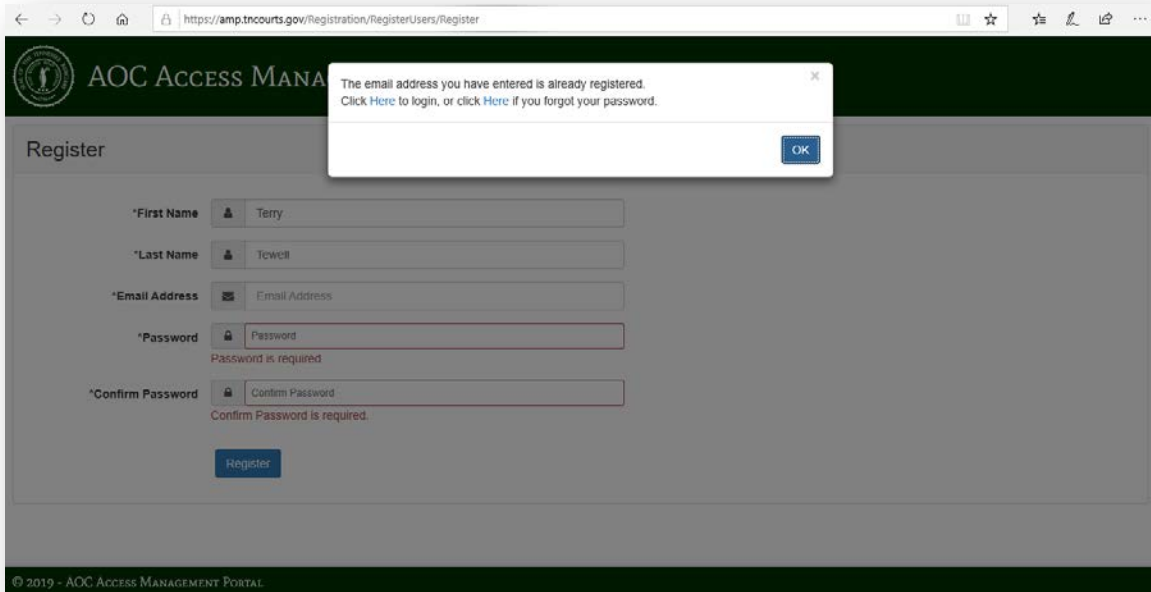 https://amp.tncourts.gov/Registration/RegisterUsers/Register
AOC ACCESS MANA
The email address you have entered is already registered.
Click Here to login, or click Here if you forgot your password.
OK
Register
*First Name Terry
*Last Name Tewell
*Email Address Email Address
*Password Password
Password is required
*Confirm Password Confirm Password
Confirm Password is required.
Register
© 2019 - AOC ACCESS MANAGEMENT PORTAL